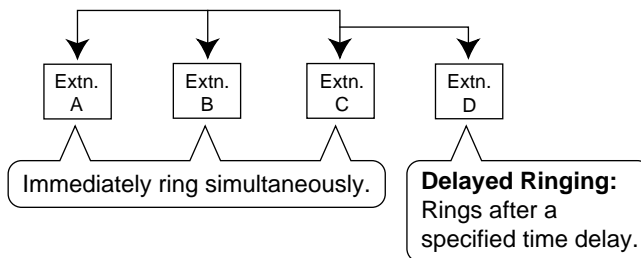 Extn.
A
Extn.
B
Extn.
C
Extn.
D
Immediately ring simultaneously.
Delayed Ringing:
Rings after a
specified time delay.